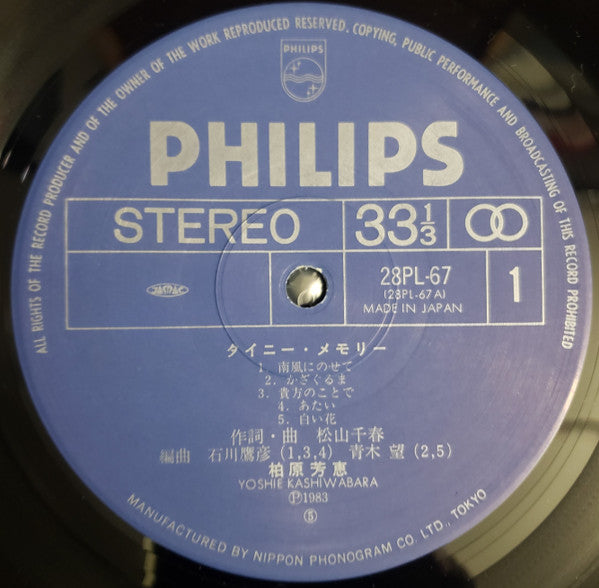 ALL RIGHTS OF THE RECORD PRODUCER AND OF THE OWNER OF THE WORK REPRODUCED RESERVED. COPYING, PUBLIC PERFORMANCE AND BROADCASTING OF THIS RECORD PROHIBITED
PHILIPS
PHILIPS
STEREO 33 1/3
28PL-67
(28PL-67A)
MADE IN JAPAN
1
タイニー・メモリー
1. 南風にのせて
2. かざぐるま
3. 貴方のことで
4. あたい
5. 白い花
作詞・曲 松山千春
編曲 石川鷹彦 (1,3,4) 青木 望 (2,5)
柏原芳恵
YOSHIE KASHIWABARA
Ⓟ1983
⑤
MANUFACTURED BY NIPPON PHONOGRAM CO. LTD., TOKYO